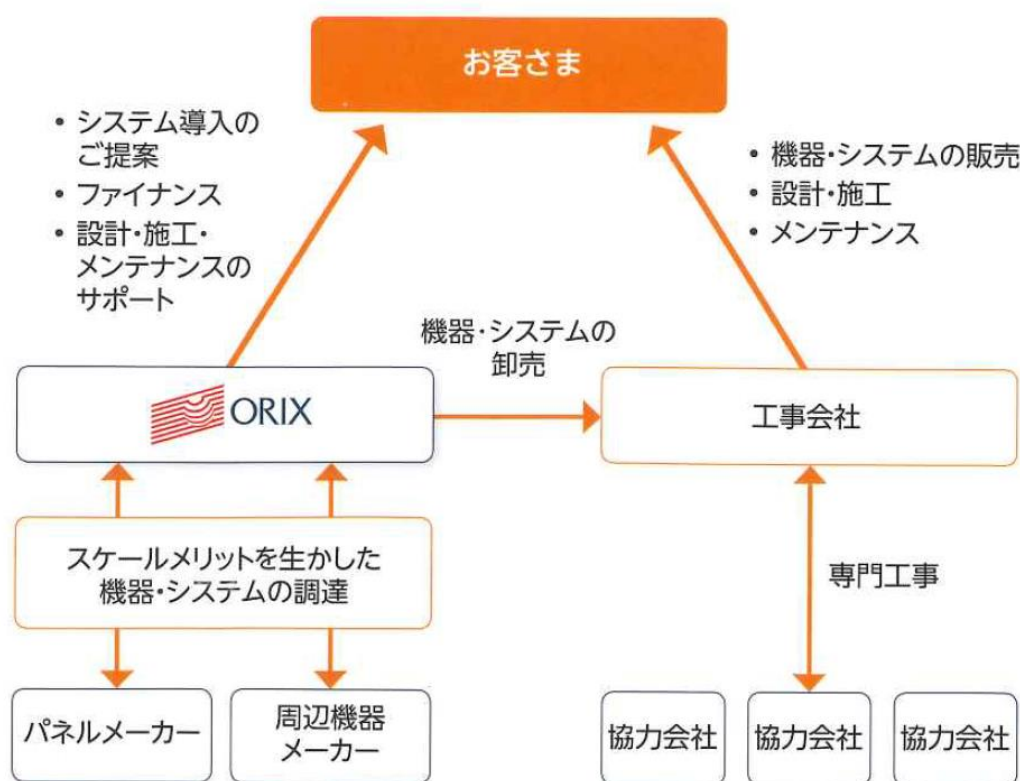 お客さま
• システム導入の
ご提案
• ファイナンス
• 設計・施工・
メンテナンスの
サポート
• 機器・システムの販売
• 設計・施工
• メンテナンス
機器・システムの
卸売
ORIX
工事会社
スケールメリットを生かした
機器・システムの調達
専門工事
パネルメーカー
周辺機器
メーカー
協力会社
協力会社
協力会社